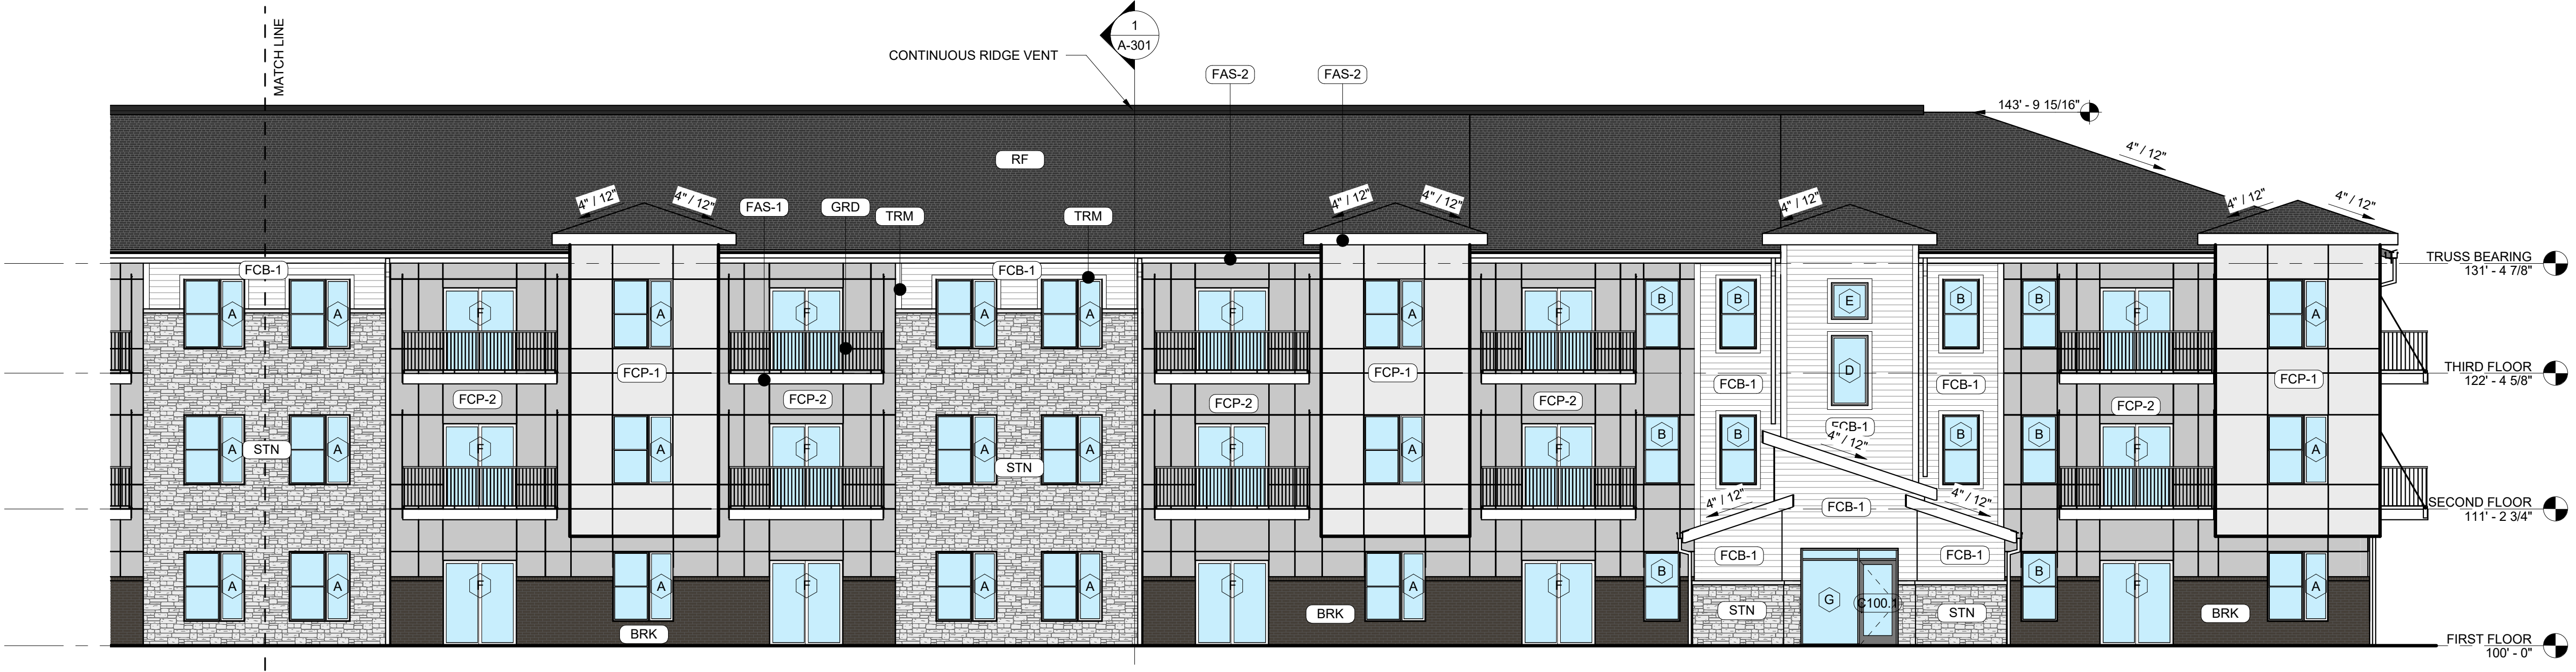 MATCH LINE
1
A-301
CONTINUOUS RIDGE VENT
FAS-2
FAS-2
143' - 9 15/16"
RF
4" / 12"
4" / 12"
4" / 12"
4" / 12"
4" / 12"
4" / 12"
4" / 12"
4" / 12"
FAS-1
GRD
TRM
TRM
TRUSS BEARING
131' - 4 7/8"
FCB-1
FCB-1
A
A
F
A
F
A
A
F
A
F
B
B
E
B
B
F
A
THIRD FLOOR
122' - 4 5/8"
FCP-1
FCP-1
FCB-1
D
FCB-1
FCP-1
FCP-2
FCP-2
FCP-2
FCP-2
FCP-2
FCB-1
4" / 12"
A
A
F
A
F
A
A
F
A
F
B
B
B
B
F
A
STN
STN
4" / 12"
4" / 12"
SECOND FLOOR
111' - 2 3/4"
FCB-1
FCB-1
FCB-1
A
A
F
A
F
A
A
F
A
F
B
B
F
A
G
C100.1
STN
STN
BRK
BRK
BRK
FIRST FLOOR
100' - 0"